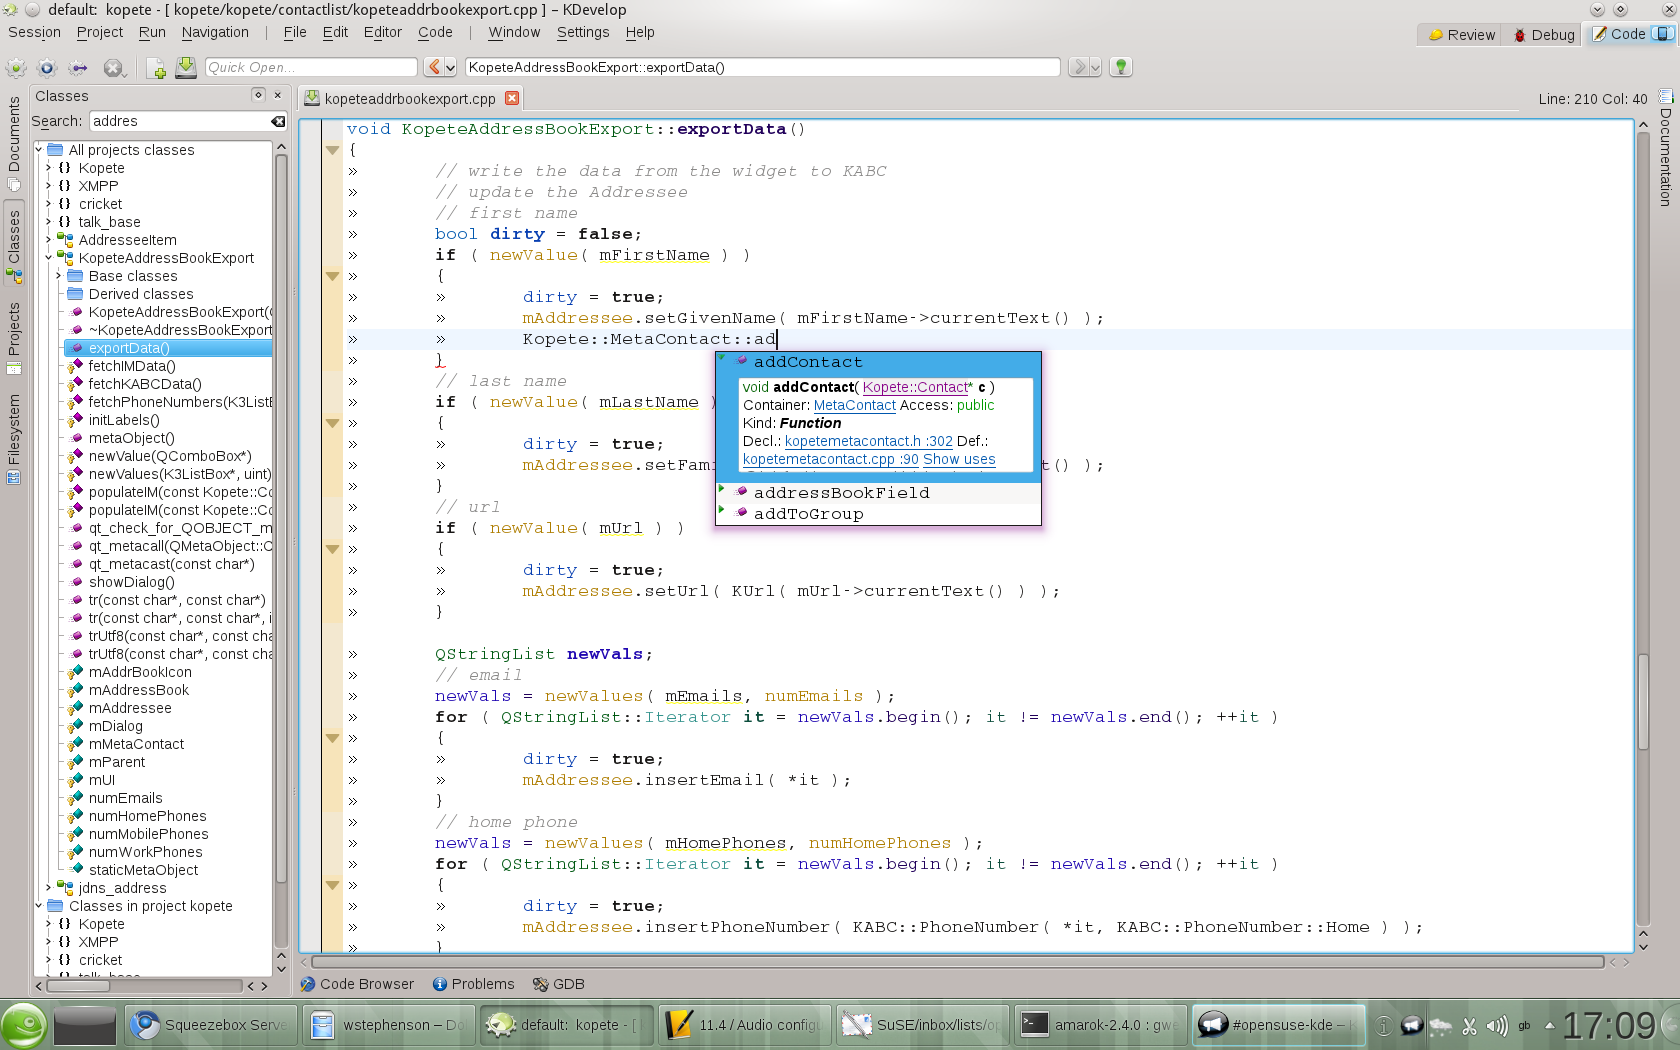 default:  kopete - [ kopete/kopete/contactlist/kopeteaddrbookexport.cpp ] – KDevelop
Session Project Run Navigation | File Edit Editor Code | Window Settings Help
Review Debug Code
Quick Open...
KopeteAddressBookExport::exportData()
Classes
kopeteaddrbookexport.cpp
Line: 210 Col: 40
Search: addres
Documents
Classes
Projects
Filesystem
Documentation
All projects classes
Kopete
XMPP
cricket
talk_base
AddresseeItem
KopeteAddressBookExport
Base classes
Derived classes
KopeteAddressBookExport(
~KopeteAddressBookExport
exportData()
fetchIMData()
fetchKABCData()
fetchPhoneNumbers(K3ListB
initLabels()
metaObject()
newValue(QComboBox*)
newValues(K3ListBox*, uint)
populateIM(const Kopete::Co
populateIM(const Kopete::Co
qt_check_for_QOBJECT_m
qt_metacall(QMetaObject::C
qt_metacast(const char*)
showDialog()
tr(const char*, const char*)
tr(const char*, const char*, i
trUtf8(const char*, const cha
trUtf8(const char*, const cha
mAddrBookIcon
mAddressBook
mAddressee
mDialog
mMetaContact
mParent
mUI
numEmails
numHomePhones
numMobilePhones
numWorkPhones
staticMetaObject
jdns_address
Classes in project kopete
Kopete
XMPP
cricket
void KopeteAddressBookExport::exportData()
{
» // write the data from the widget to KABC
» // update the Addressee
» // first name
» bool dirty = false;
» if ( newValue( mFirstName ) )
» {
» » dirty = true;
» » mAddressee.setGivenName( mFirstName->currentText() );
» » Kopete::MetaContact::ad
» }
» // last name
» if ( newValue( mLastName )
» {
» » dirty = true;
» » mAddressee.setFami t() );
» }
» // url
» if ( newValue( mUrl ) )
» {
» » dirty = true;
» » mAddressee.setUrl( KUrl( mUrl->currentText() ) );
» }
» QStringList newVals;
» // email
» newVals = newValues( mEmails, numEmails );
» for ( QStringList::Iterator it = newVals.begin(); it != newVals.end(); ++it )
» {
» » dirty = true;
» » mAddressee.insertEmail( *it );
» }
» // home phone
» newVals = newValues( mHomePhones, numHomePhones );
» for ( QStringList::Iterator it = newVals.begin(); it != newVals.end(); ++it )
» {
» » dirty = true;
» » mAddressee.insertPhoneNumber( KABC::PhoneNumber( *it, KABC::PhoneNumber::Home ) );
» }
addContact
void addContact( Kopete::Contact* c )
Container: MetaContact Access: public
Kind: Function
Decl.: kopetemetacontact.h :302 Def.:
kopetemetacontact.cpp :90 Show uses
addressBookField
addToGroup
Code Browser Problems GDB
Squeezebox Serve
wstephenson – Do
default:  kopete - [
11.4 / Audio config
SuSE/inbox/lists/op
amarok-2.4.0 : gwe
#opensuse-kde – K
gb
17:09